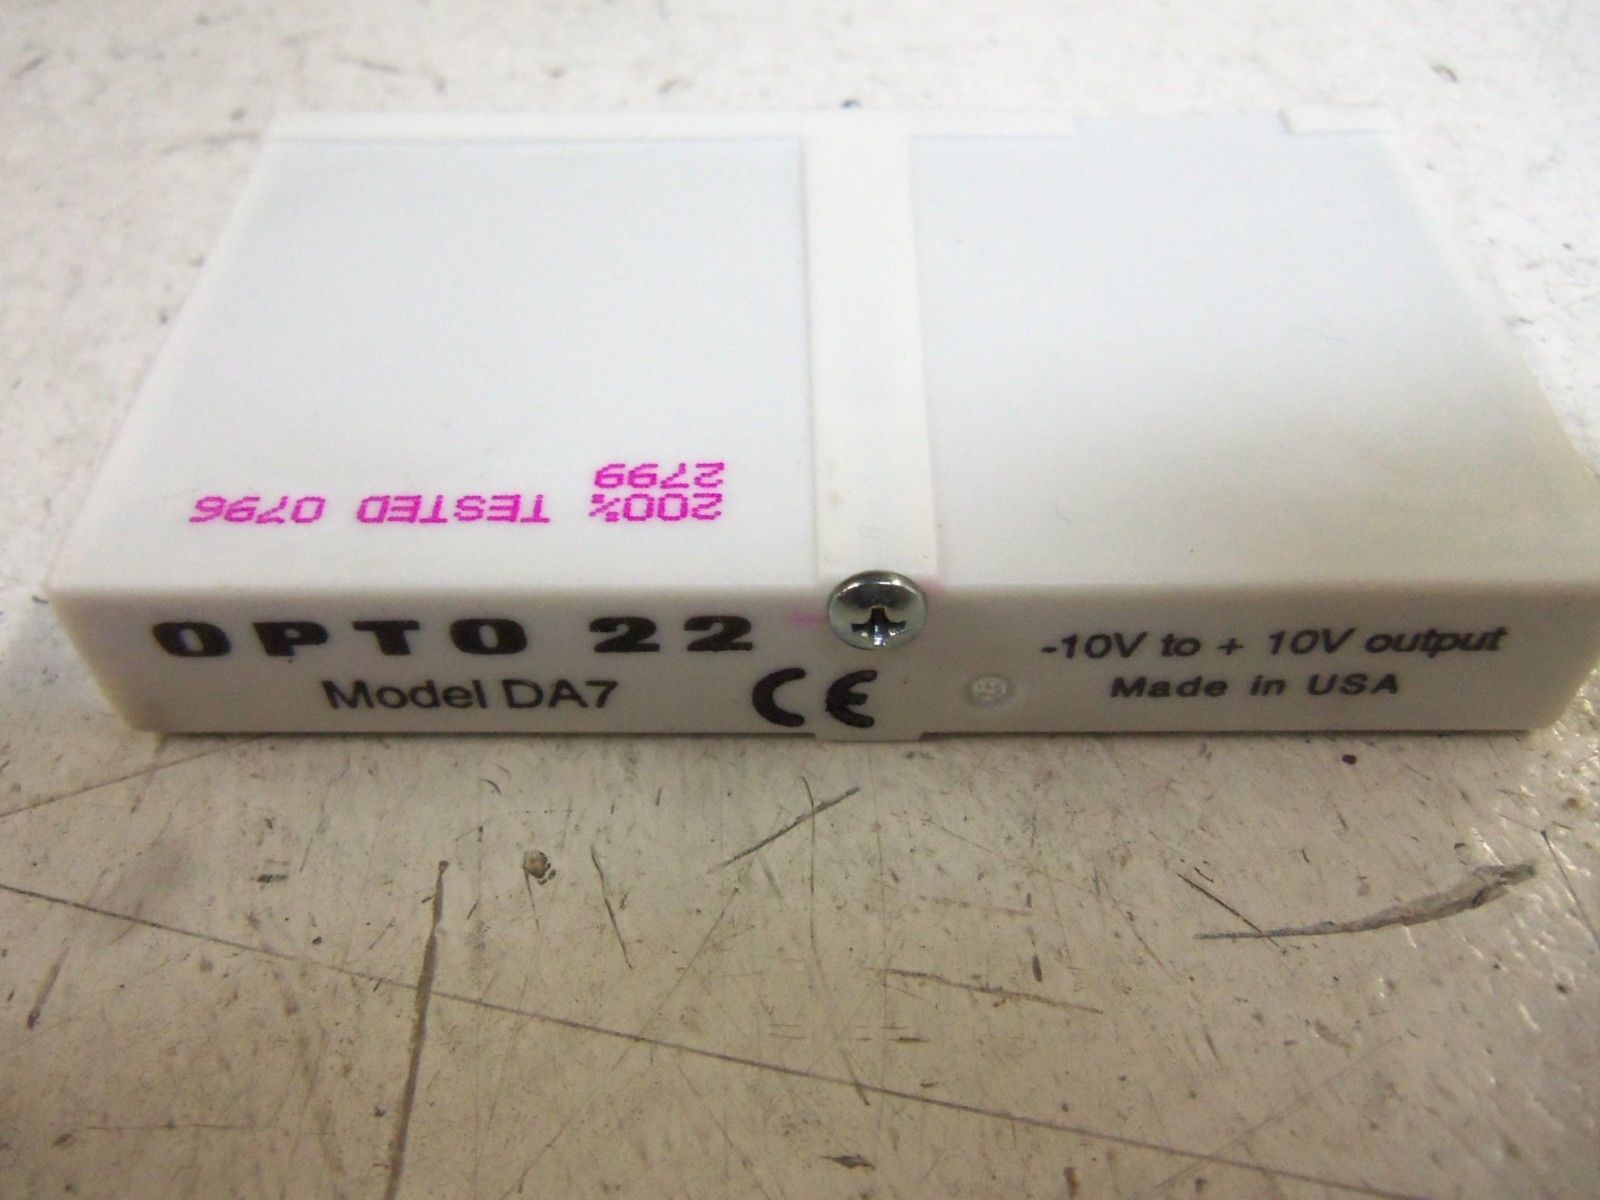 200% TESTED 0796
2799
OPTO 22
Model DA7
CE
-10V to + 10V output
Made in USA